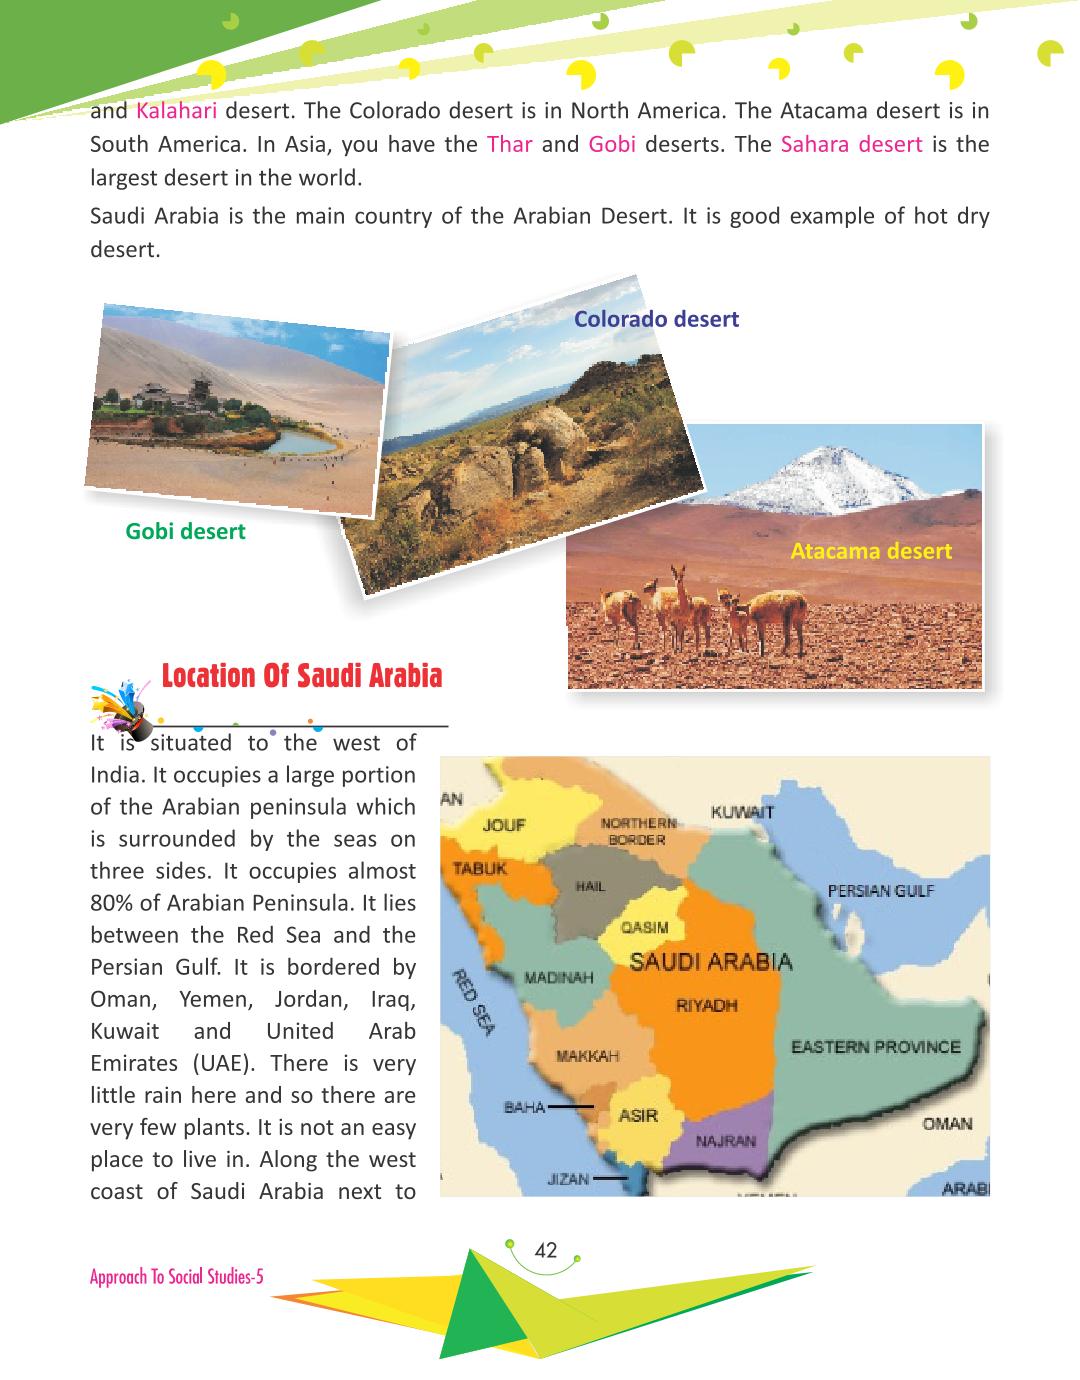 and Kalahari desert. The Colorado desert is in North America. The Atacama desert is in
South America. In Asia, you have the Thar and Gobi deserts. The Sahara desert is the
largest desert in the world.
Saudi Arabia is the main country of the Arabian Desert. It is good example of hot dry
desert.
Colorado desert
Gobi desert
Atacama desert
Location Of Saudi Arabia
It is situated to the west of
India. It occupies a large portion
of the Arabian peninsula which
is surrounded by the seas on
three sides. It occupies almost
80% of Arabian Peninsula. It lies
between the Red Sea and the
Persian Gulf. It is bordered by
Oman, Yemen, Jordan, Iraq,
Kuwait and United Arab
Emirates (UAE). There is very
little rain here and so there are
very few plants. It is not an easy
place to live in. Along the west
coast of Saudi Arabia next to
AN
JOUF
NORTHERN
BORDER
KUWAIT
TABUK
HAIL
PERSIAN GULF
QASIM
SAUDI ARABIA
MADINAH
RED SEA
RIYADH
MAKKAH
EASTERN PROVINCE
BAHA
ASIR
OMAN
NAJRAN
JIZAN
YEMEN
ARABI
42
Approach To Social Studies-5